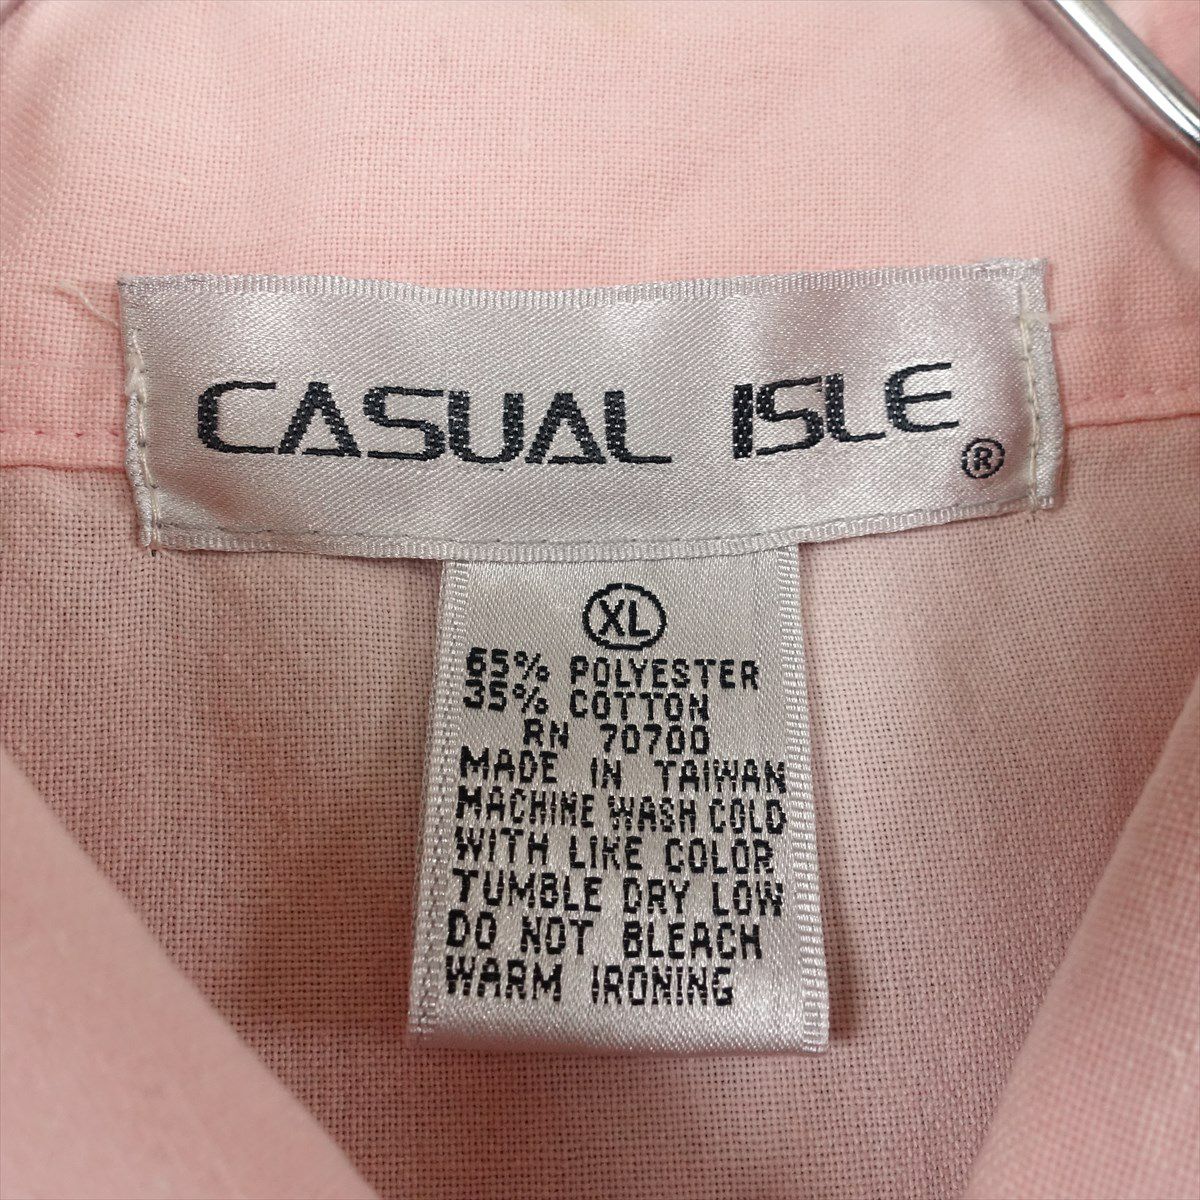 CASUAL ISLE ®
XL
65% POLYESTER
35% COTTON
RN 70700
MADE IN TAIWAN
MACHINE WASH COLD
WITH LIKE COLOR
TUMBLE DRY LOW
DO NOT BLEACH
WARM IRONING